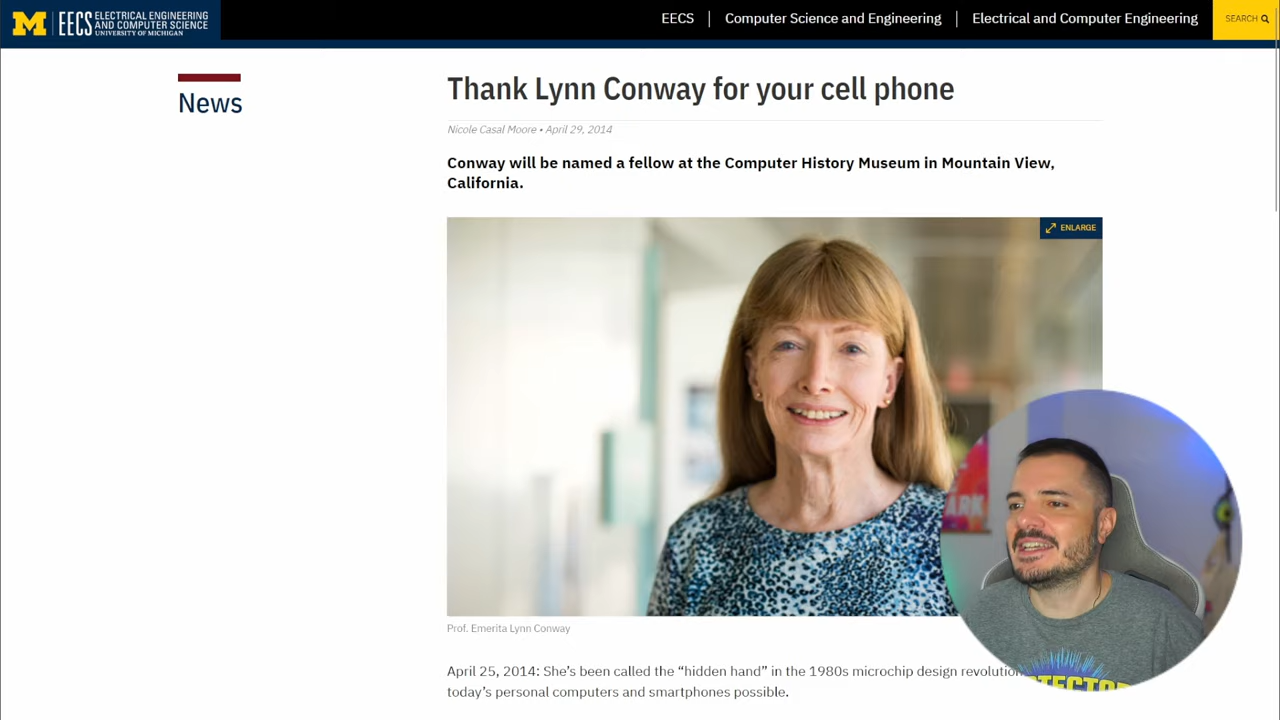 M EECS ELECTRICAL ENGINEERING
AND COMPUTER SCIENCE
UNIVERSITY OF MICHIGAN
EECS Computer Science and Engineering Electrical and Computer Engineering SEARCH
News
Thank Lynn Conway for your cell phone
Nicole Casal Moore • April 29, 2014
Conway will be named a fellow at the Computer History Museum in Mountain View,
California.
ENLARGE
ARK
Prof. Emerita Lynn Conway
April 25, 2014: She's been called the “hidden hand” in the 1980s microchip design
today's personal computers and smartphones possible.